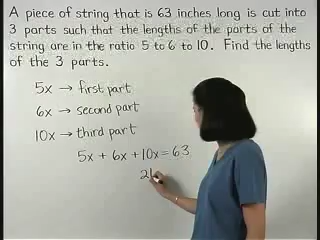 A piece of string that is 63 inches long is cut into
3 parts such that the lengths of the parts of the
string are in the ratio 5 to 6 to 10. Find the lengths
of the 3 parts.
5x → first part
6x → second part
10x → third part
5x + 6x + 10x = 63
21